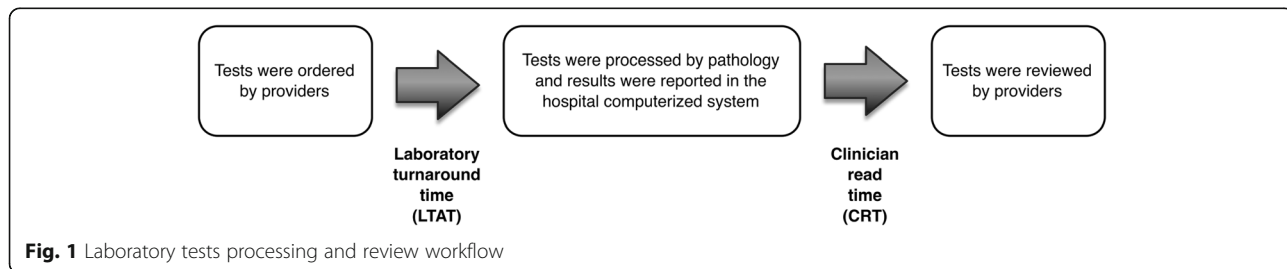 Tests were ordered
by providers
Tests were processed by pathology
and results were reported in the
hospital computerized system
Tests were reviewed
by providers
Laboratory
turnaround
time
(LTAT)
Clinician
read
time
(CRT)
Fig. 1 Laboratory tests processing and review workflow